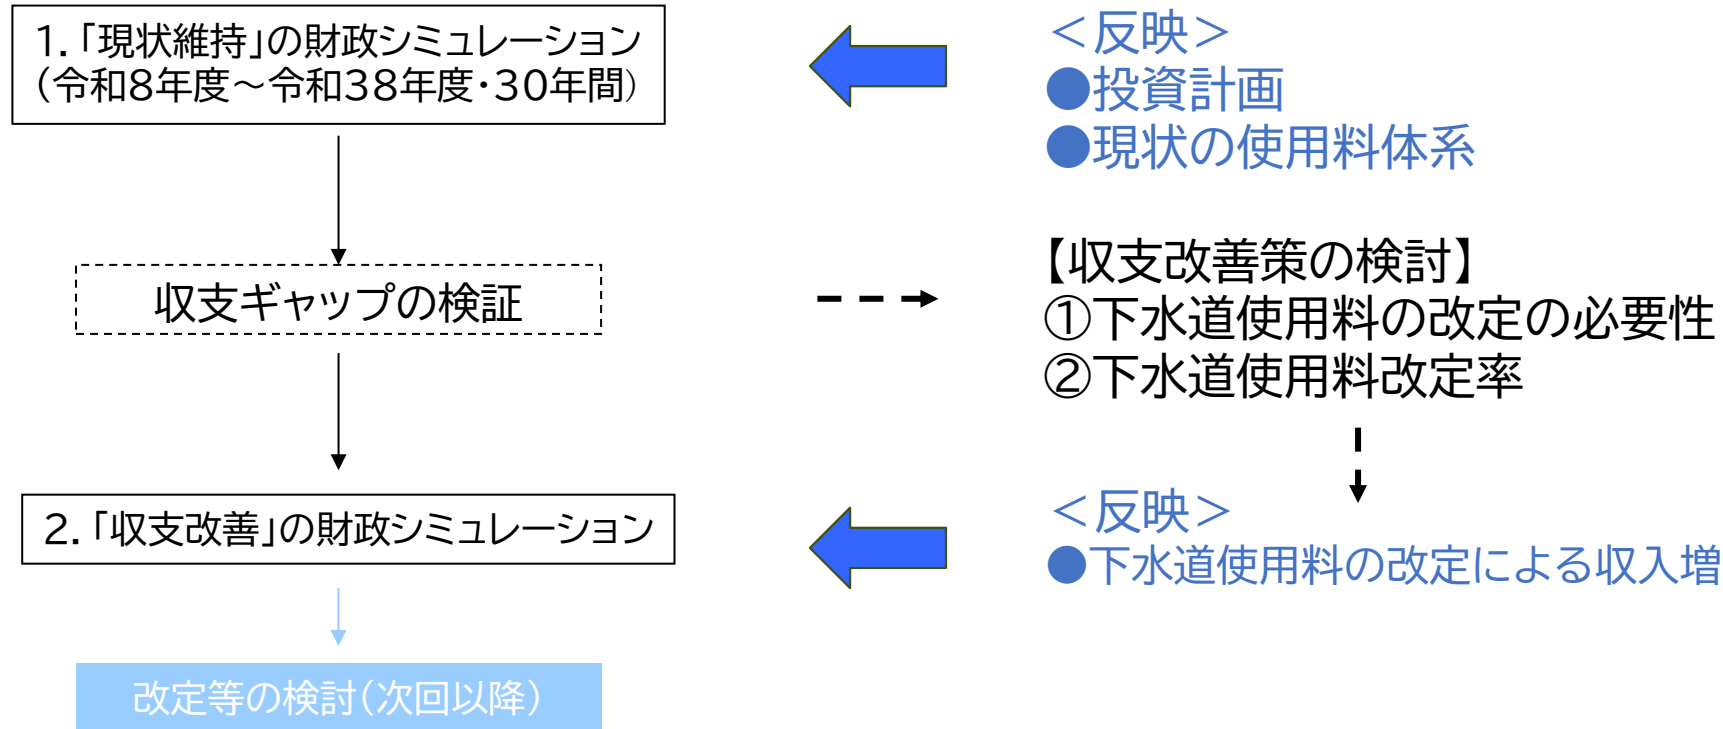 1.「現状維持」の財政シミュレーション
(令和8年度～令和38年度・30年間)
＜反映＞
●投資計画
●現状の使用料体系
収支ギャップの検証
【収支改善策の検討】
①下水道使用料の改定の必要性
②下水道使用料改定率
2.「収支改善」の財政シミュレーション
＜反映＞
●下水道使用料の改定による収入増
改定等の検討(次回以降)